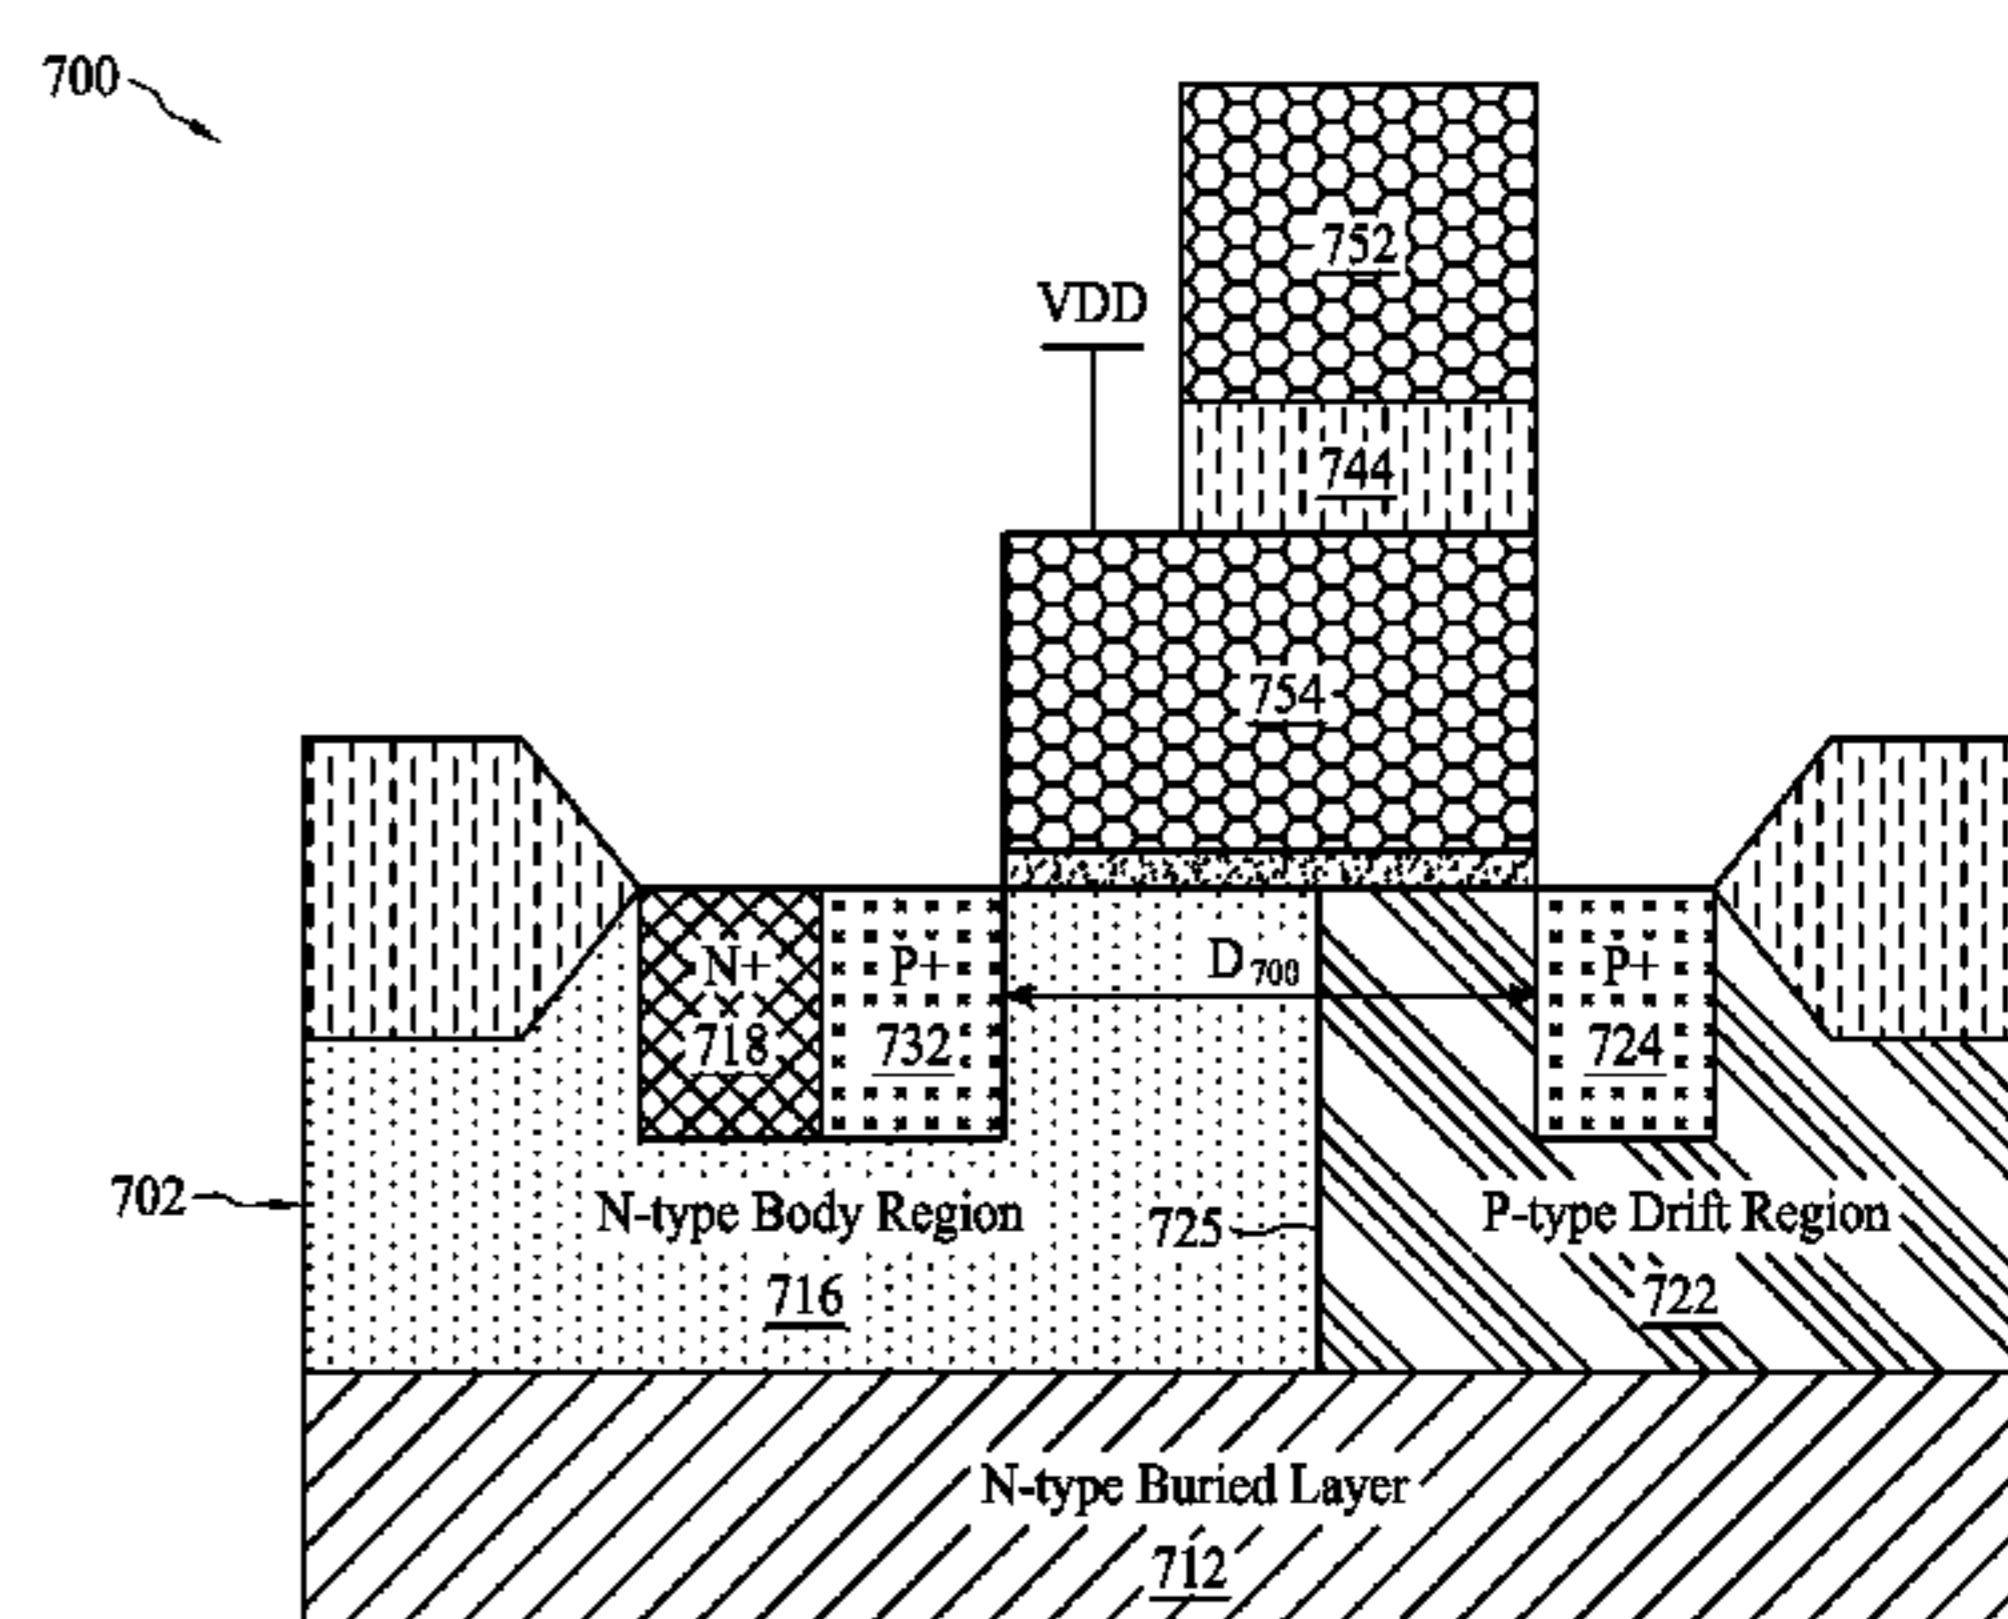 700
752
VDD
744
754
N+
P+
D700
P+
718
732
724
702
N-type Body Region
725
P-type Drift Region
716
722
N-type Buried Layer
712